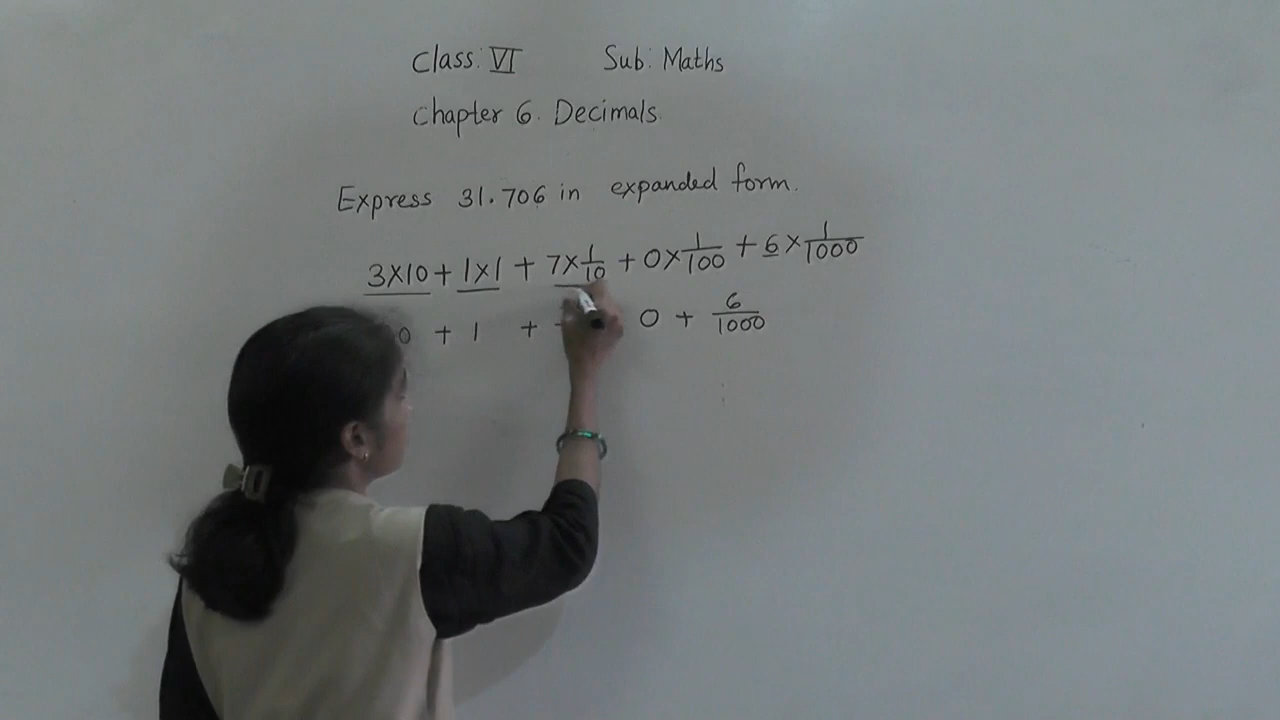 Class: VI Sub: Maths
Chapter 6. Decimals.
Express 31.706 in expanded form.
3×10 + 1×1 + 7×1/10 + 0×1/100 + 6×1/1000
0 + 1 + 0 + 6/1000